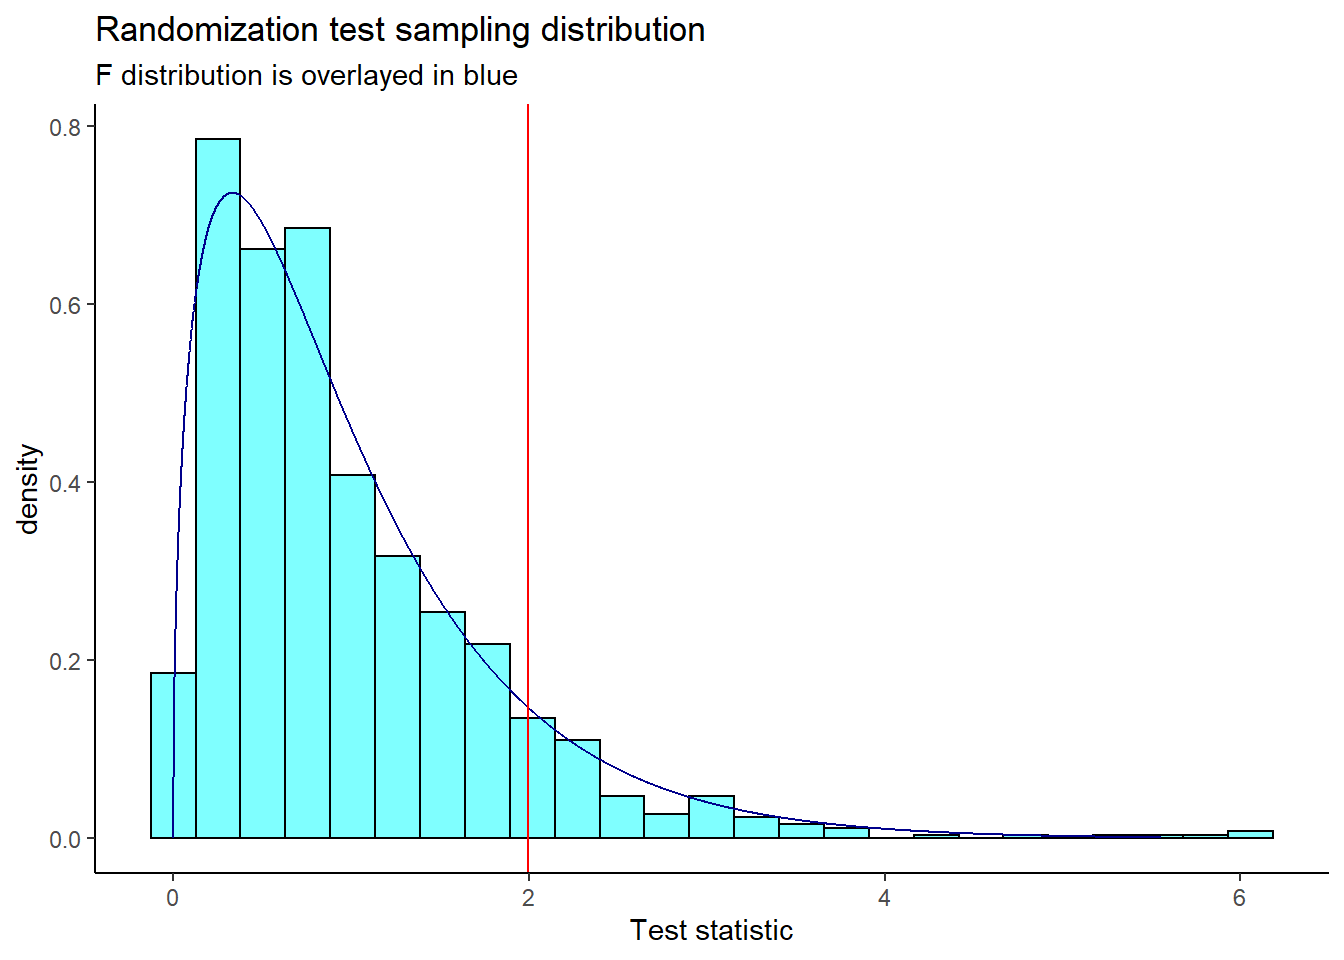 Randomization test sampling distribution
F distribution is overlayed in blue
0.8
0.6
0.4
0.2
0.0
density
0
2
4
6
Test statistic